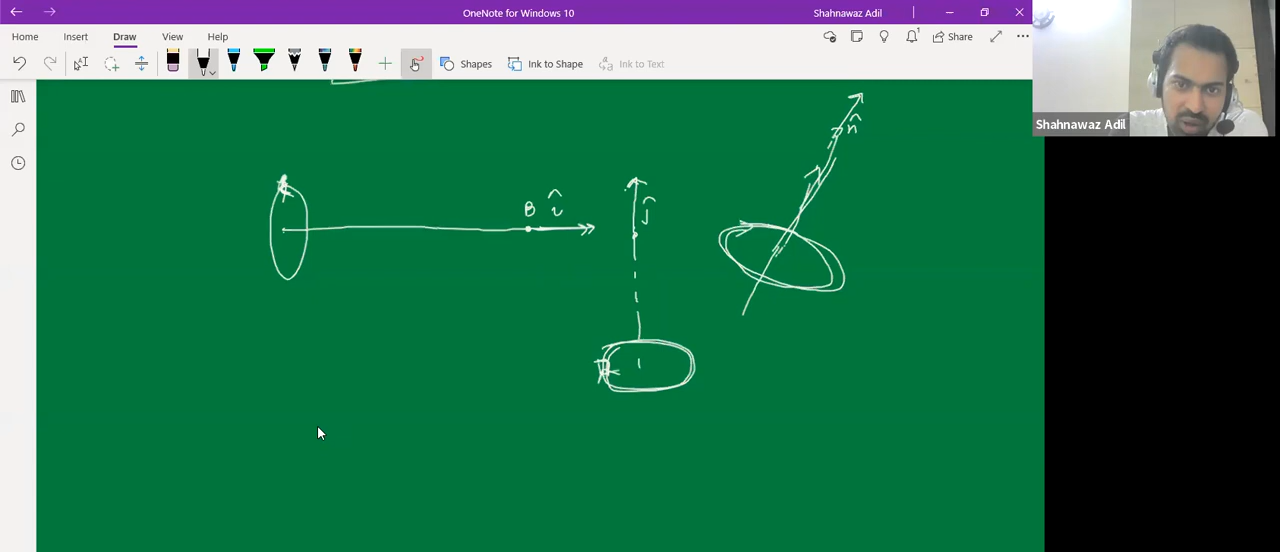 OneNote for Windows 10
Shahnawaz Adil
Home Insert Draw View Help
Share
Shapes
Ink to Shape
Ink to Text
Shahnawaz Adil
n̂
B î
ĵ